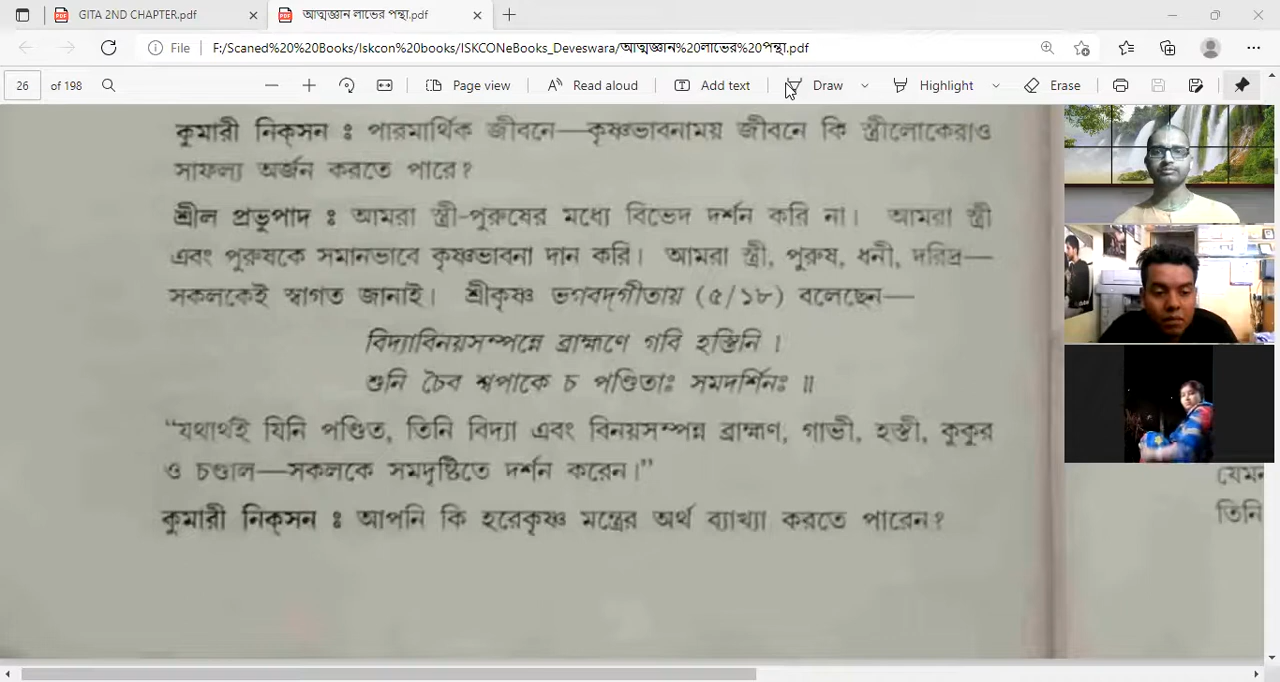 GITA 2ND CHAPTER.pdf
আত্মজ্ঞান লাভের পন্থা.pdf
File F:/Scaned%20%20Books/Iskcon%20books/ISKCONeBooks_Deveswara/আত্মজ্ঞান%20লাভের%20পন্থা.pdf
26 of 198 Page view Read aloud Add text Draw Highlight Erase
কুমারী নিক্‌সন ঃ পারমার্থিক জীবনে—কৃষ্ণভাবনাময় জীবনে কি স্ত্রীলোকেরাও
সাফল্য অর্জন করতে পারে?
শ্রীল প্রভুপাদ ঃ আমরা স্ত্রী-পুরুষের মধ্যে বিভেদ দর্শন করি না। আমরা স্ত্রী
এবং পুরুষকে সমানভাবে কৃষ্ণভাবনা দান করি। আমরা স্ত্রী, পুরুষ, ধনী, দরিদ্র—
সকলকেই স্বাগত জানাই। শ্রীকৃষ্ণ ভগবদ্‌গীতায় (৫/১৮) বলেছেন—
বিদ্যাবিনয়সম্পন্নে ব্রাহ্মণে গবি হস্তিনি।
শুনি চৈব শ্বপাকে চ পণ্ডিতাঃ সমদর্শিনঃ॥
“যথার্থই যিনি পণ্ডিত, তিনি বিদ্যা এবং বিনয়সম্পন্ন ব্রাহ্মণ, গাভী, হস্তী, কুকুর
ও চণ্ডাল—সকলকে সমদৃষ্টিতে দর্শন করেন।”
কুমারী নিক্‌সন ঃ আপনি কি হরেকৃষ্ণ মন্ত্রের অর্থ ব্যাখ্যা করতে পারেন?
যেমন
তিনি